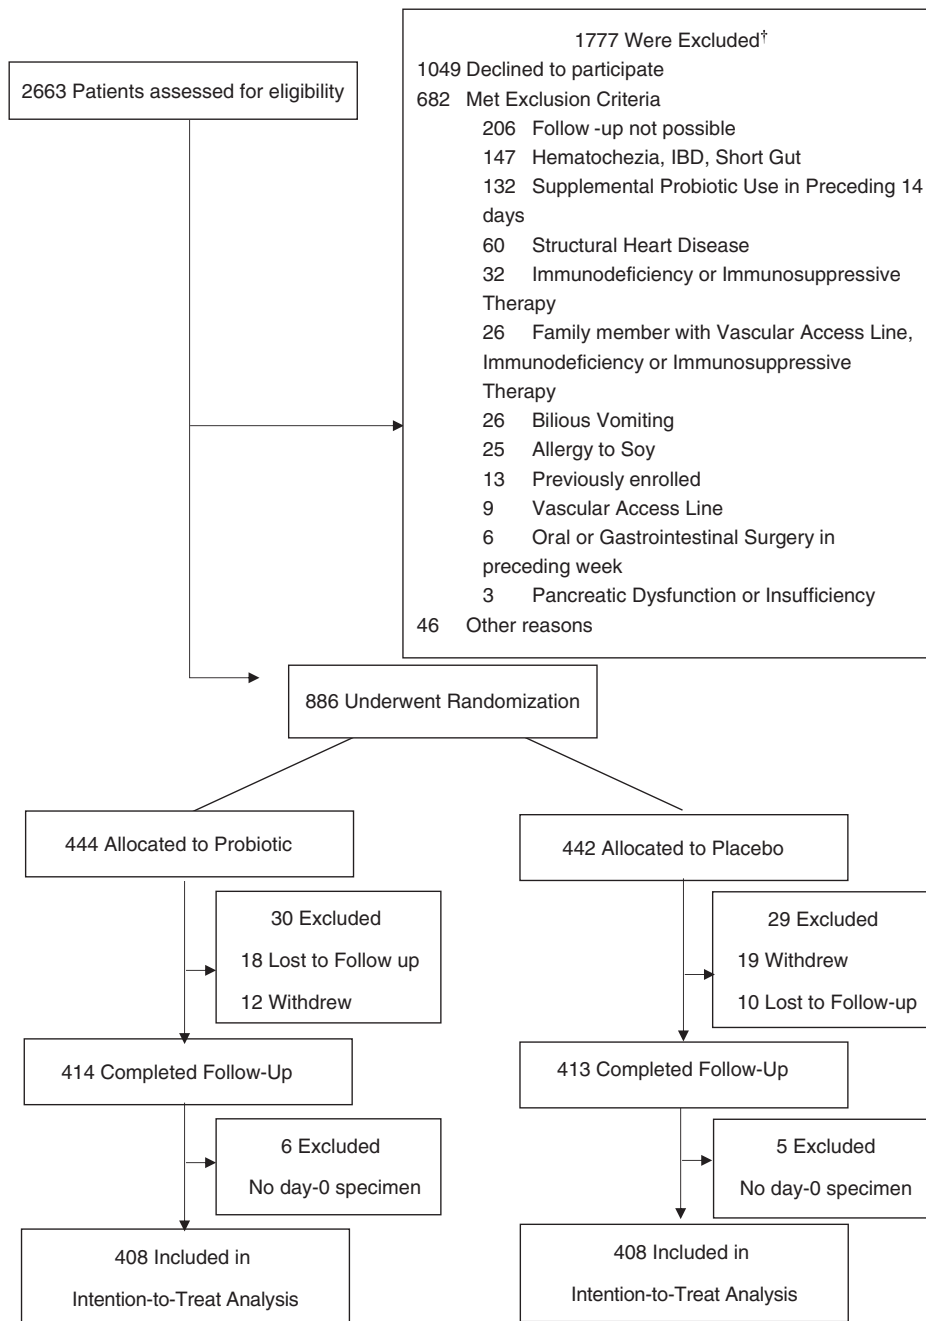 2663 Patients assessed for eligibility
1777 Were Excluded†
1049 Declined to participate
682 Met Exclusion Criteria
206 Follow -up not possible
147 Hematochezia, IBD, Short Gut
132 Supplemental Probiotic Use in Preceding 14
days
60 Structural Heart Disease
32 Immunodeficiency or Immunosuppressive
Therapy
26 Family member with Vascular Access Line,
Immunodeficiency or Immunosuppressive
Therapy
26 Bilious Vomiting
25 Allergy to Soy
13 Previously enrolled
9 Vascular Access Line
6 Oral or Gastrointestinal Surgery in
preceding week
3 Pancreatic Dysfunction or Insufficiency
46 Other reasons
886 Underwent Randomization
444 Allocated to Probiotic
30 Excluded
18 Lost to Follow up
12 Withdrew
414 Completed Follow-Up
6 Excluded
No day-0 specimen
408 Included in
Intention-to-Treat Analysis
442 Allocated to Placebo
29 Excluded
19 Withdrew
10 Lost to Follow-up
413 Completed Follow-Up
5 Excluded
No day-0 specimen
408 Included in
Intention-to-Treat Analysis